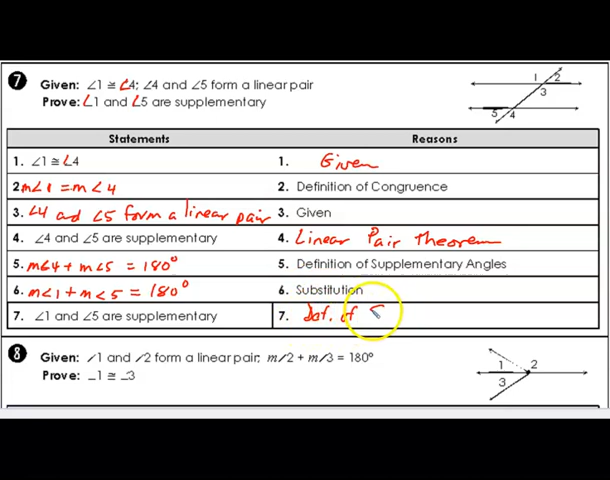 7
Given: ∠1 ≅ ∠4; ∠4 and ∠5 form a linear pair
Prove: ∠1 and ∠5 are supplementary
1 2
3
5 4
Statements Reasons
1. ∠1 ≅ ∠4 1. Given
2 m∠1 = m∠4 2. Definition of Congruence
3. ∠4 and ∠5 form a linear pair 3. Given
4. ∠4 and ∠5 are supplementary 4. Linear Pair Theorem
5. m∠4 + m∠5 = 180° 5. Definition of Supplementary Angles
6. m∠1 + m∠5 = 180° 6. Substitution
7. ∠1 and ∠5 are supplementary 7. Def. of S
8
Given: ∠1 and ∠2 form a linear pair; m∠2 + m∠3 = 180°
Prove: ∠1 ≅ ∠3
1 2
3